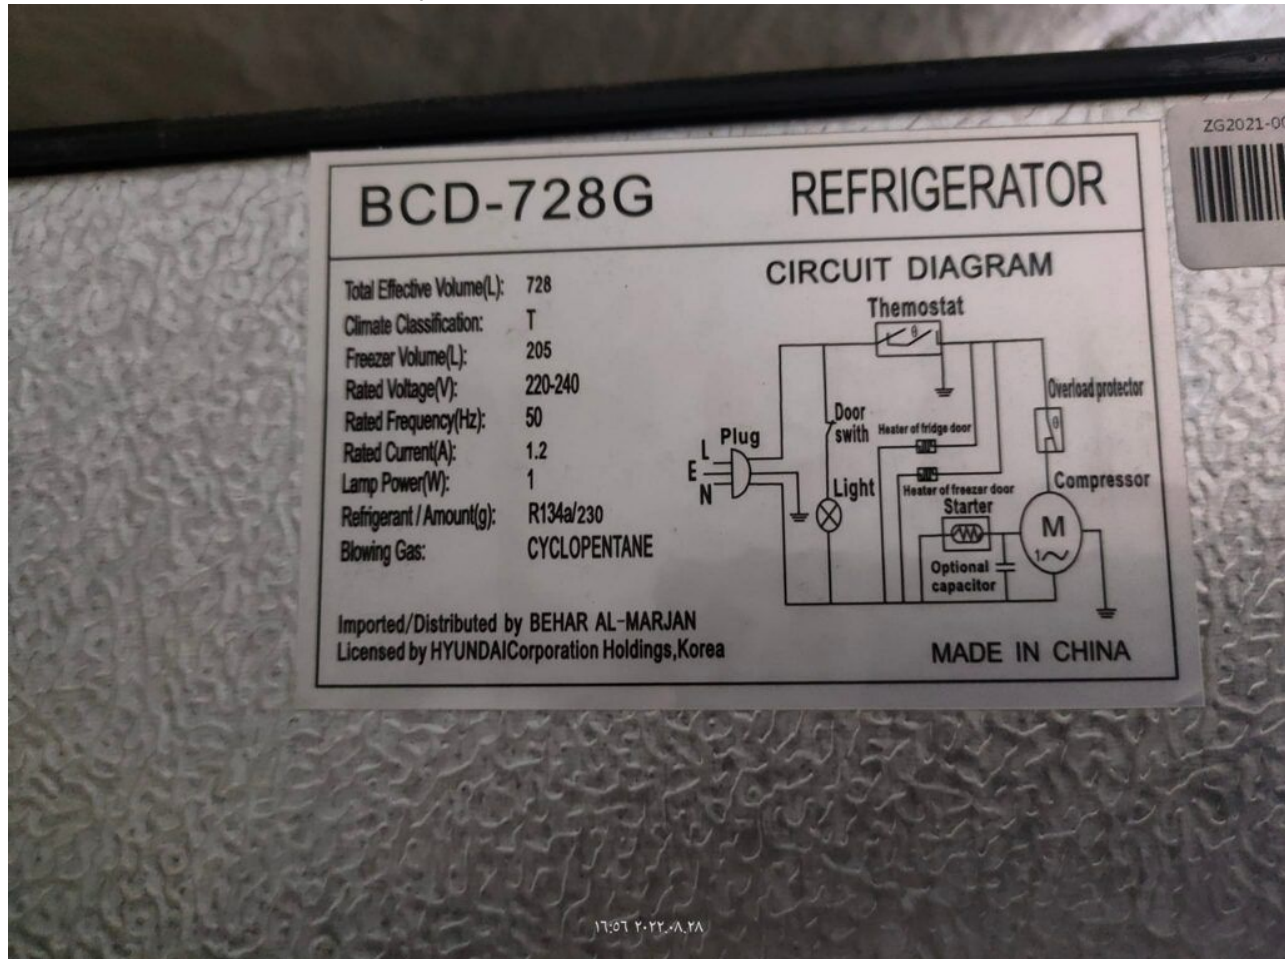 ZG2021-00
BCD-728G
REFRIGERATOR
Total Effective Volume(L): 728
Climate Classification: T
Freezer Volume(L): 205
Rated Voltage(V): 220-240
Rated Frequency(Hz): 50
Rated Current(A): 1.2
Lamp Power(W): 1
Refrigerant / Amount(g): R134a/230
Blowing Gas: CYCLOPENTANE
Imported/Distributed by BEHAR AL-MARJAN
Licensed by HYUNDAICorporation Holdings,Korea
CIRCUIT DIAGRAM
Themostat
θ
Overload protector
θ
Door
swith
Heater of fridge door
Plug
L
E
N
Light
Heater of freezer door
Compressor
Starter
M
1
Optional
capacitor
MADE IN CHINA
١٦:٥٦ ٢٠٢٢.٠٨.٢٨